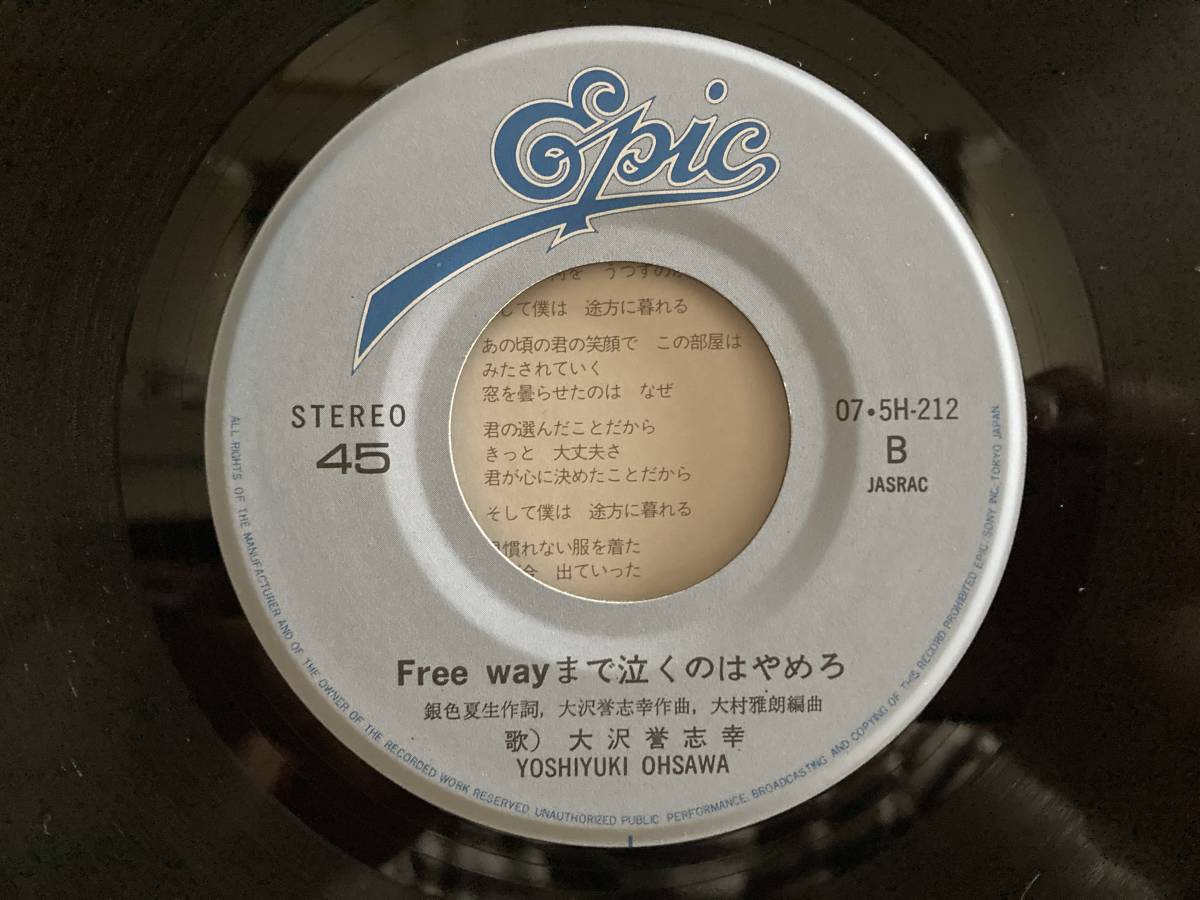 Epic
を うつすの
して僕は 途方に暮れる
あの頃の君の笑顔で この部屋は
みたされていく
窓を曇らせたのは なぜ
君の選んだことだから
きっと 大丈夫さ
君が心に決めたことだから
そして僕は 途方に暮れる
慣れない服を着た
出ていった
STEREO
45
07・5H-212
B
JASRAC
Free wayまで泣くのはやめろ
銀色夏生作詞, 大沢誉志幸作曲, 大村雅朗編曲
歌） 大沢誉志幸
YOSHIYUKI OHSAWA
ALL RIGHTS OF THE MANUFACTURER AND OF THE OWNER OF THE RECORDED WORK RESERVED. UNAUTHORIZED PUBLIC PERFORMANCE, BROADCASTING AND COPYING OF THIS RECORD PROHIBITED EPIC/SONY INC. TOKYO JAPAN.